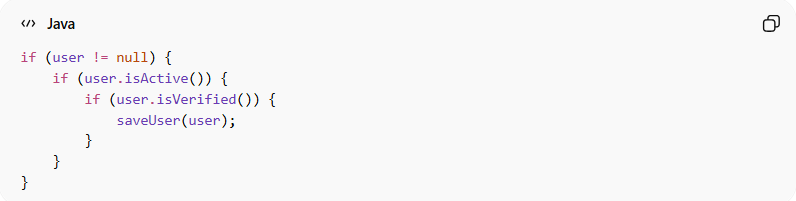 </> Java
if (user != null) {
    if (user.isActive()) {
        if (user.isVerified()) {
            saveUser(user);
        }
    }
}